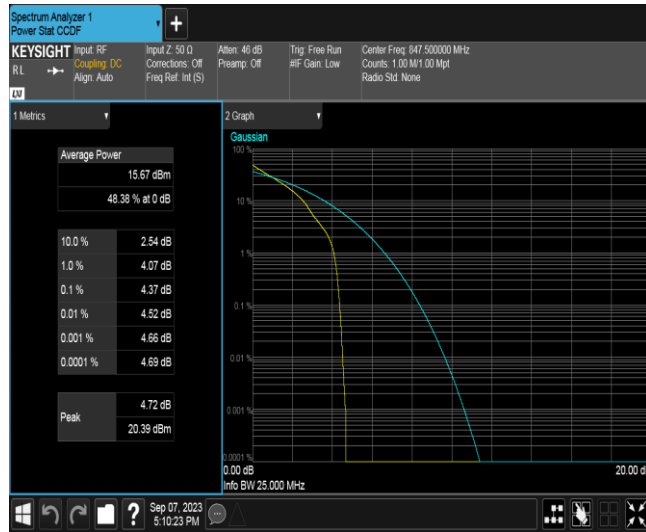 Spectrum Analyzer 1
Power Stat CCDF
KEYSIGHT
Input: RF
Coupling: DC
Align: Auto
RL
LXI
Input Z: 50 Ω
Corrections: Off
Freq Ref: Int (S)
Atten: 46 dB
Preamp: Off
Trig: Free Run
#IF Gain: Low
Center Freq: 847.500000 MHz
Counts: 1.00 M/1.00 Mpt
Radio Std: None
1 Metrics
Average Power
15.67 dBm
48.38 % at 0 dB
10.0 % 2.54 dB
1.0 % 4.07 dB
0.1 % 4.37 dB
0.01 % 4.52 dB
0.001 % 4.66 dB
0.0001 % 4.69 dB
Peak
4.72 dB
20.39 dBm
2 Graph
Gaussian
100 %
10 %
1 %
0.1 %
0.01 %
0.001 %
0.0001 %
0.00 dB
20.00 d
Info BW 25.000 MHz
Sep 07, 2023
5:10:23 PM